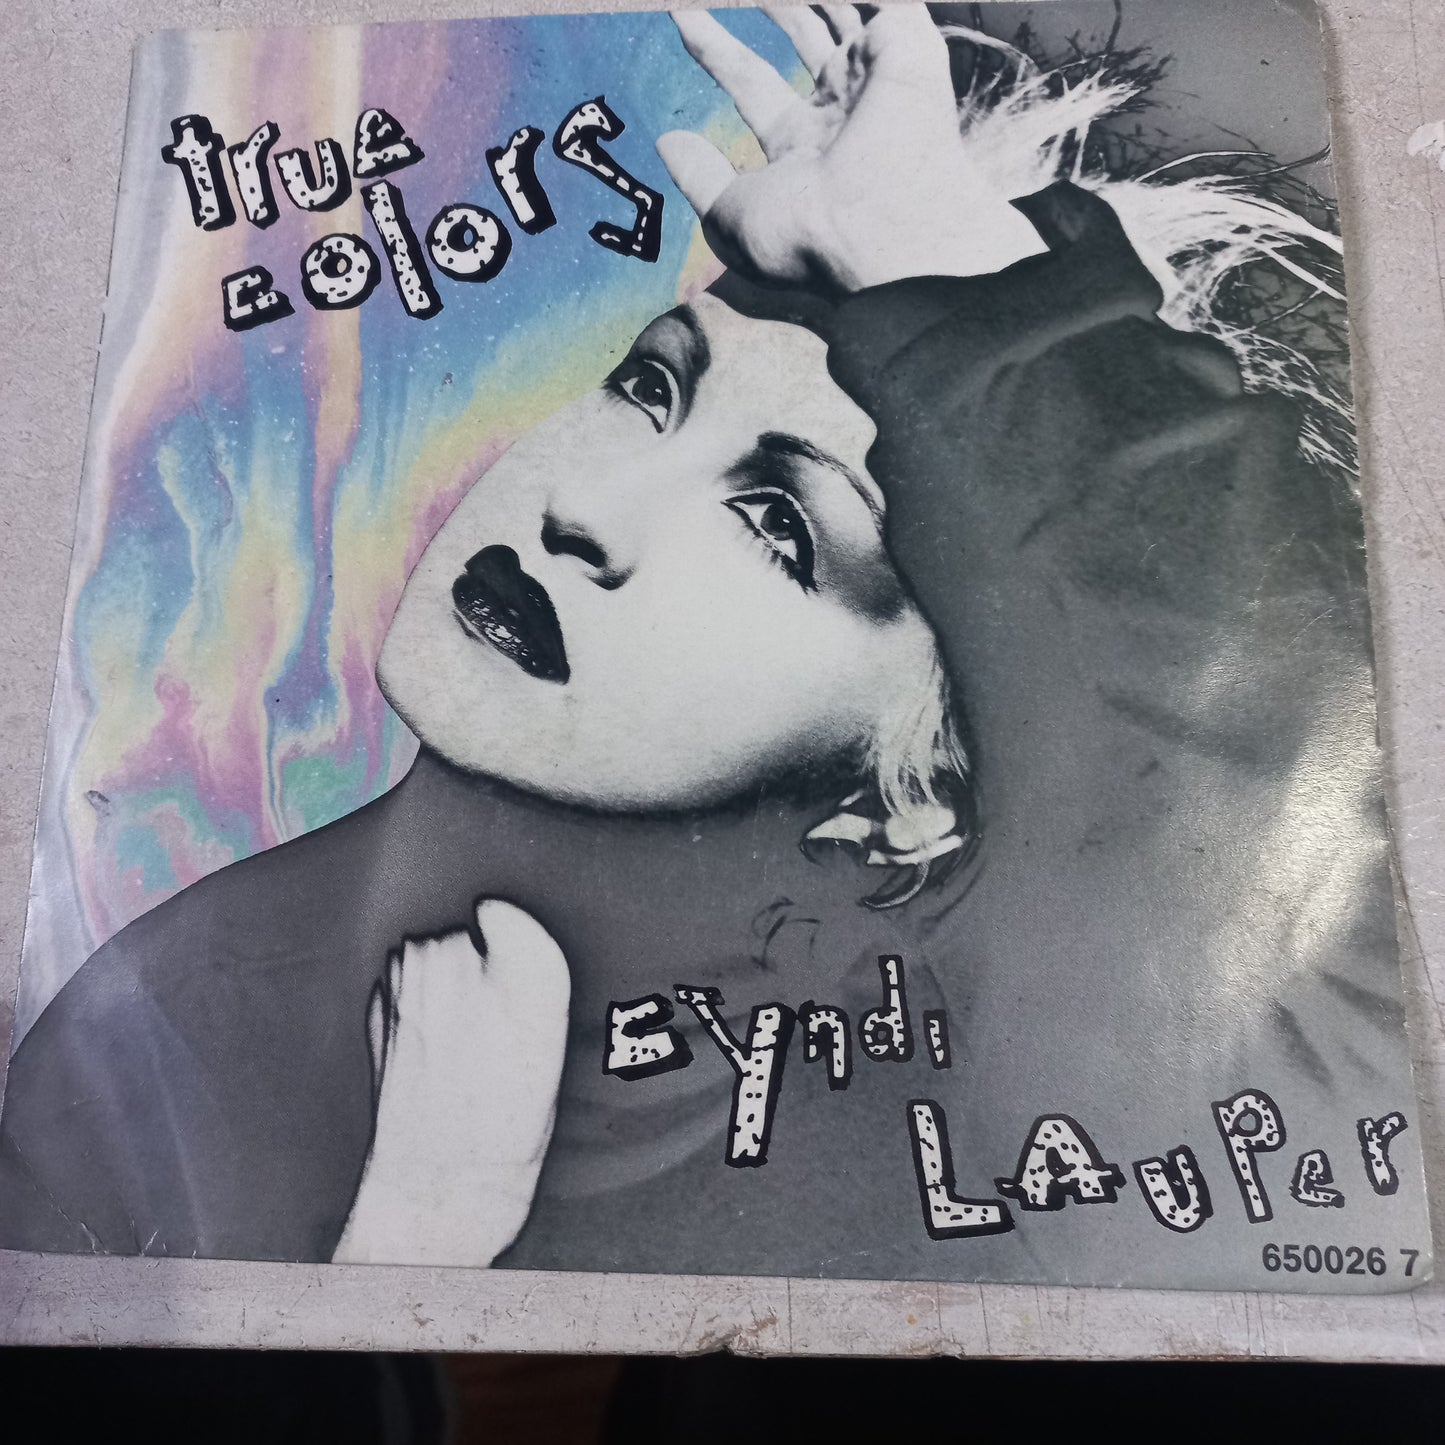 true
colors
cyndi
LAUPer
650026 7